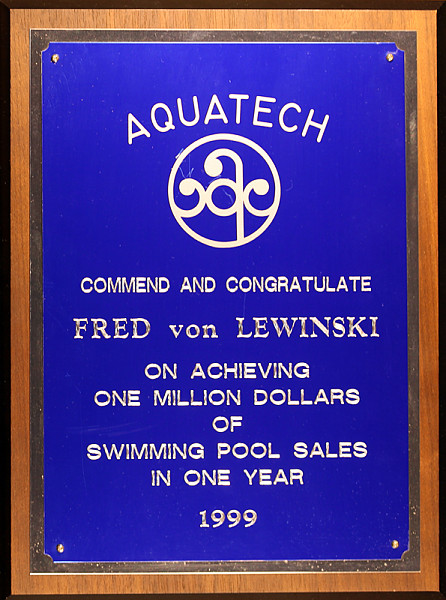 AQUATECH
COMMEND AND CONGRATULATE
FRED von LEWINSKI
ON ACHIEVING
ONE MILLION DOLLARS
OF
SWIMMING POOL SALES
IN ONE YEAR
1999